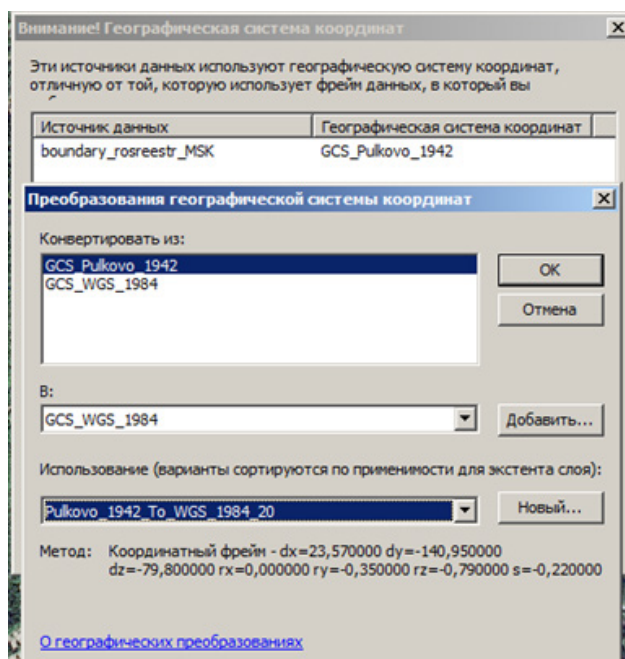 Внимание! Географическая система координат
Эти источники данных используют географическую систему координат,
отличную от той, которую использует фрейм данных, в который вы
Источник данных Географическая система координат
boundary_rosreestr_MSK GCS_Pulkovo_1942
Преобразования географической системы координат
Конвертировать из:
GCS_Pulkovo_1942
GCS_WGS_1984
OK
Отмена
В:
GCS_WGS_1984
Добавить...
Использование (варианты сортируются по применимости для экстента слоя):
Pulkovo_1942_To_WGS_1984_20
Новый...
Метод: Координатный фрейм - dx=23,570000 dy=-140,950000
dz=-79,800000 rx=0,000000 ry=-0,350000 rz=-0,790000 s=-0,220000
О географических преобразованиях